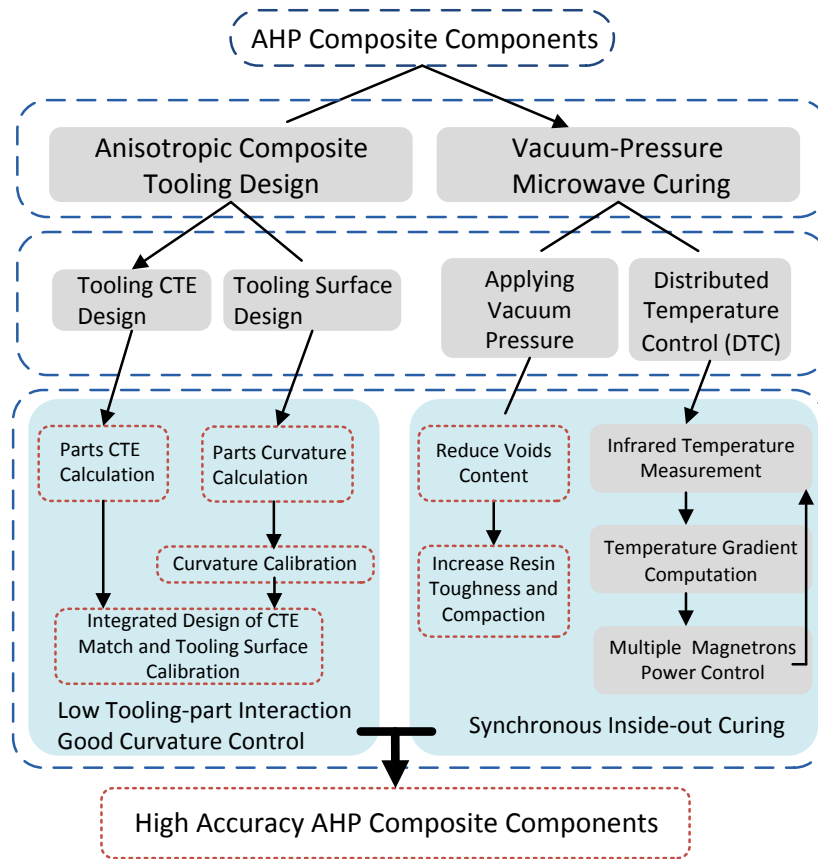 AHP Composite Components
Anisotropic Composite
Tooling Design
Vacuum-Pressure
Microwave Curing
Tooling CTE
Design
Tooling Surface
Design
Applying
Vacuum
Pressure
Distributed
Temperature
Control (DTC)
Parts CTE
Calculation
Parts Curvature
Calculation
Curvature Calibration
Integrated Design of CTE
Match and Tooling Surface
Calibration
Low Tooling-part Interaction
Good Curvature Control
Reduce Voids
Content
Increase Resin
Toughness and
Compaction
Infrared Temperature
Measurement
Temperature Gradient
Computation
Multiple Magnetrons
Power Control
Synchronous Inside-out Curing
High Accuracy AHP Composite Components